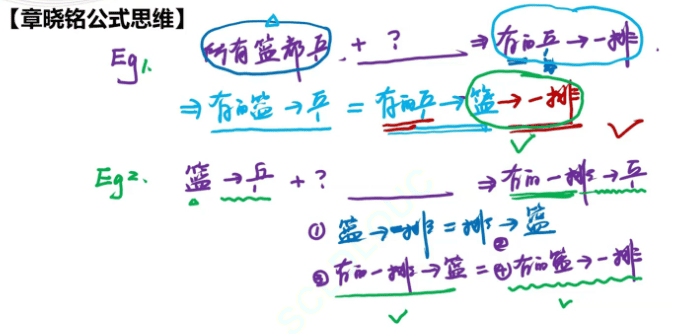 【章晓铭公式思维】
Eg1. 所有篮都乒 + ? ⇒ 有的乒→一排.
⇒ 有的篮→乒 = 有的乒→篮→一排
Eg2. 篮→乒 + ? ⇒ 有的一排→乒
① 篮→一排 = ② 排→篮
③ 有的一排→篮 = ④ 有的篮→一排